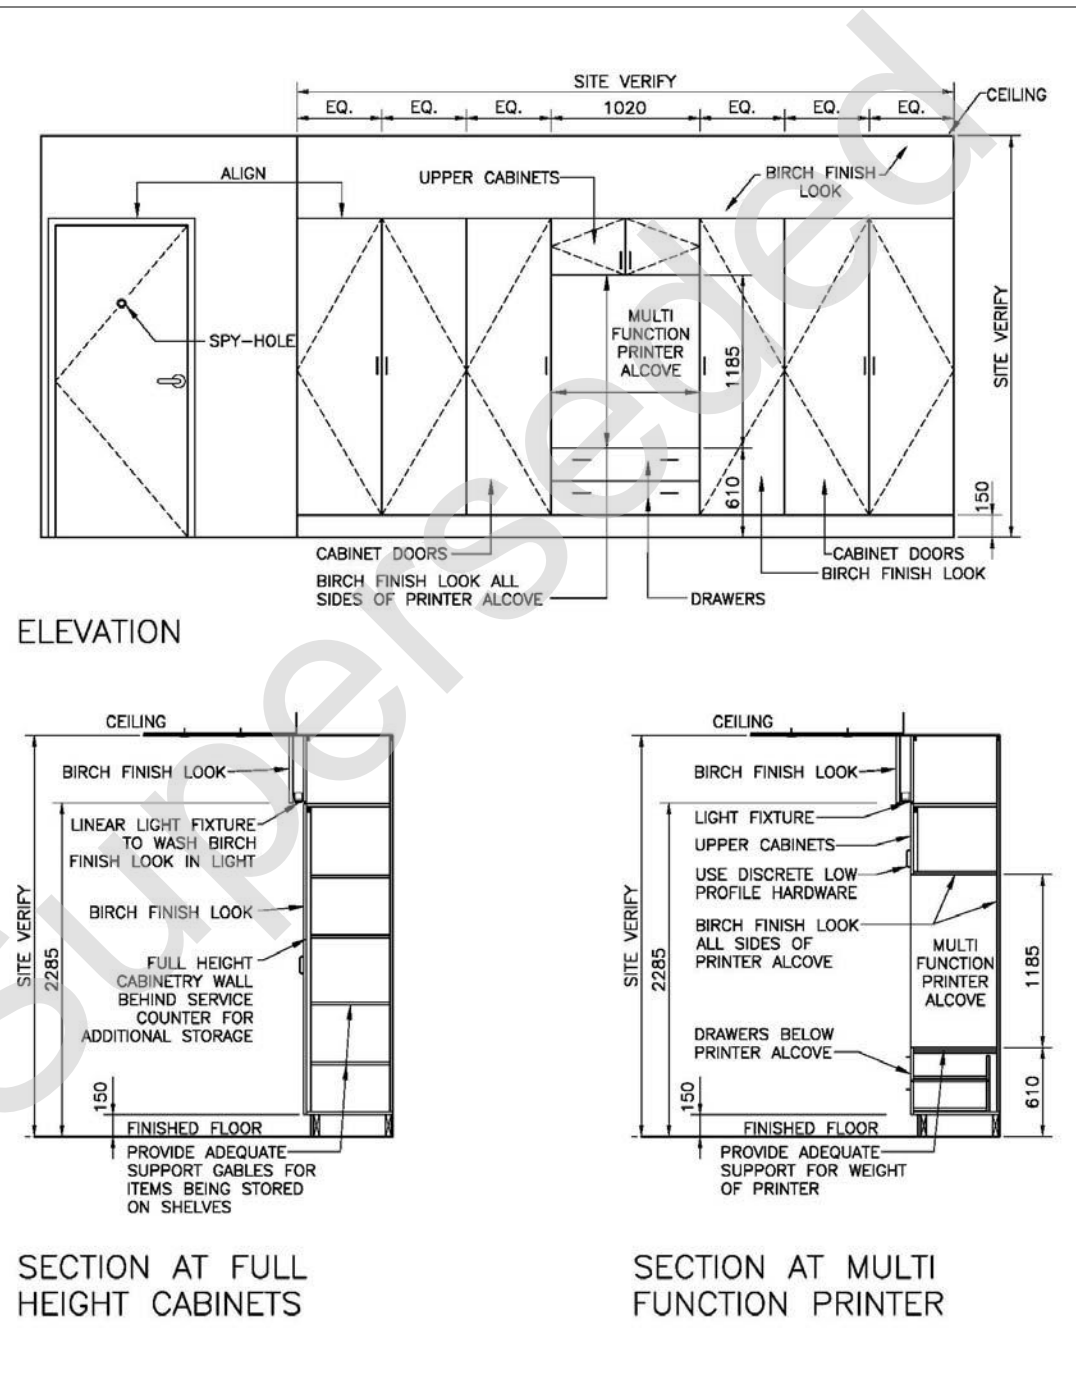 SITE VERIFY
EQ. EQ. EQ. 1020 EQ. EQ. EQ.
CEILING
ALIGN
UPPER CABINETS
BIRCH FINISH
LOOK
SPY-HOLE
MULTI
FUNCTION
PRINTER
ALCOVE
1185
SITE VERIFY
610
150
CABINET DOORS
BIRCH FINISH LOOK ALL
SIDES OF PRINTER ALCOVE
DRAWERS
CABINET DOORS
BIRCH FINISH LOOK
ELEVATION
CEILING
BIRCH FINISH LOOK
LINEAR LIGHT FIXTURE
TO WASH BIRCH
FINISH LOOK IN LIGHT
BIRCH FINISH LOOK
SITE VERIFY
2285
FULL HEIGHT
CABINETRY WALL
BEHIND SERVICE
COUNTER FOR
ADDITIONAL STORAGE
150
FINISHED FLOOR
PROVIDE ADEQUATE
SUPPORT GABLES FOR
ITEMS BEING STORED
ON SHELVES
SECTION AT FULL
HEIGHT CABINETS
CEILING
BIRCH FINISH LOOK
LIGHT FIXTURE
UPPER CABINETS
USE DISCRETE LOW
PROFILE HARDWARE
BIRCH FINISH LOOK
ALL SIDES OF
PRINTER ALCOVE
SITE VERIFY
2285
MULTI
FUNCTION
PRINTER
ALCOVE
1185
DRAWERS BELOW
PRINTER ALCOVE
150
610
FINISHED FLOOR
PROVIDE ADEQUATE
SUPPORT FOR WEIGHT
OF PRINTER
SECTION AT MULTI
FUNCTION PRINTER
Superseded